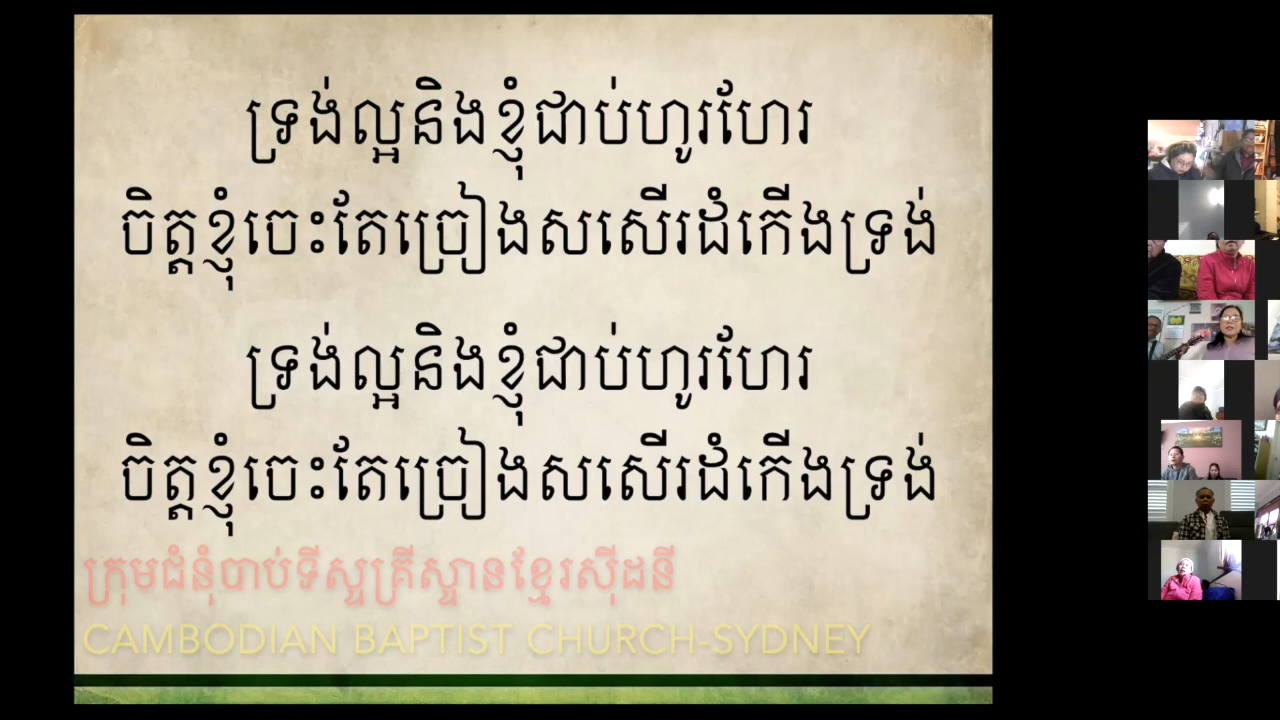 ទ្រង់ល្អនិងខ្ញុំជាប់ហូរហែរ
ចិត្តខ្ញុំចេះតែច្រៀងសសើរដំកើងទ្រង់
ទ្រង់ល្អនិងខ្ញុំជាប់ហូរហែរ
ចិត្តខ្ញុំចេះតែច្រៀងសសើរដំកើងទ្រង់
ក្រុមជំនុំបាប់ទីស្ទគ្រីស្ទានខ្មែរស៊ីដនី
CAMBODIAN BAPTIST CHURCH-SYDNEY